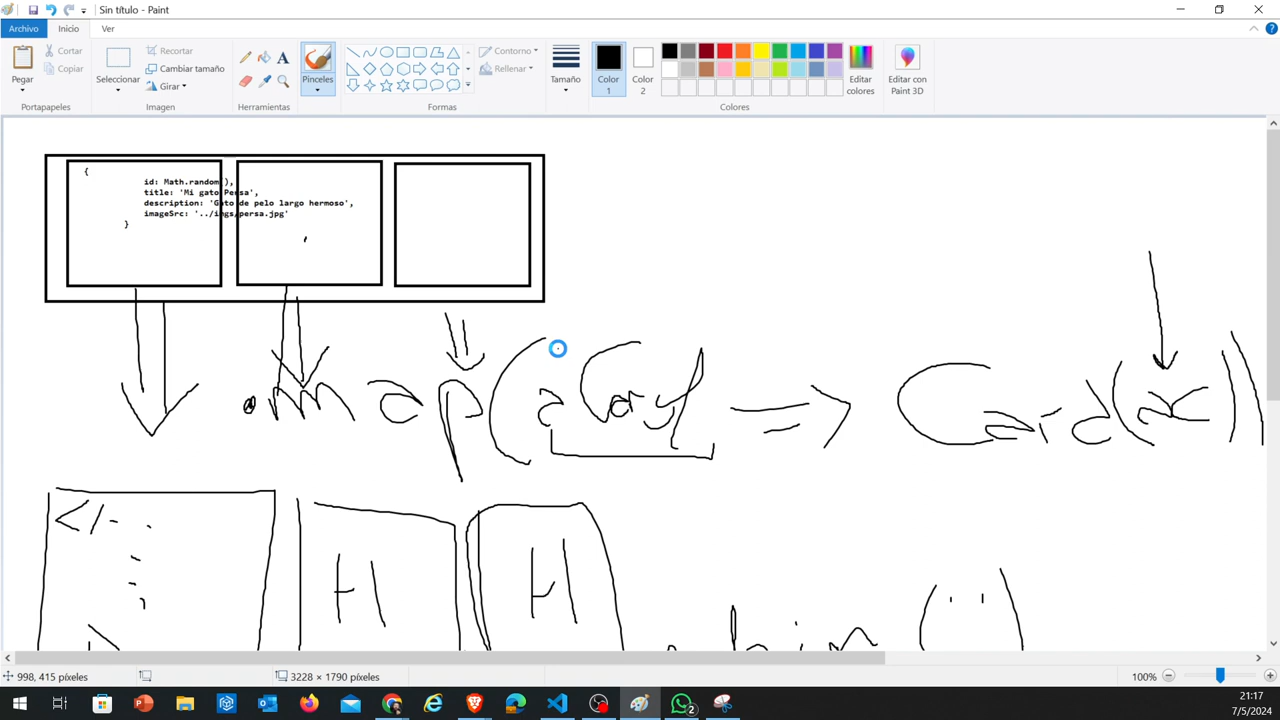 Sin título - Paint
Archivo Inicio Ver
Pegar
Cortar
Copiar
Portapapeles
Seleccionar
Recortar
Cambiar tamaño
Girar
Imagen
Herramientas
Pinceles
Formas
Contorno
Rellenar
Tamaño
Color 1
Color 2
Colores
Editar colores
Editar con Paint 3D
{
id: Math.random(),
title: 'Mi gato Persa',
description: 'Gato de pelo largo hermoso',
imageSrc: '../imgs/persa.jpg'
}
.map( => Card(x))
H H
998, 415 píxeles 3228 × 1790 píxeles 100%
2
21:17
7/5/2024